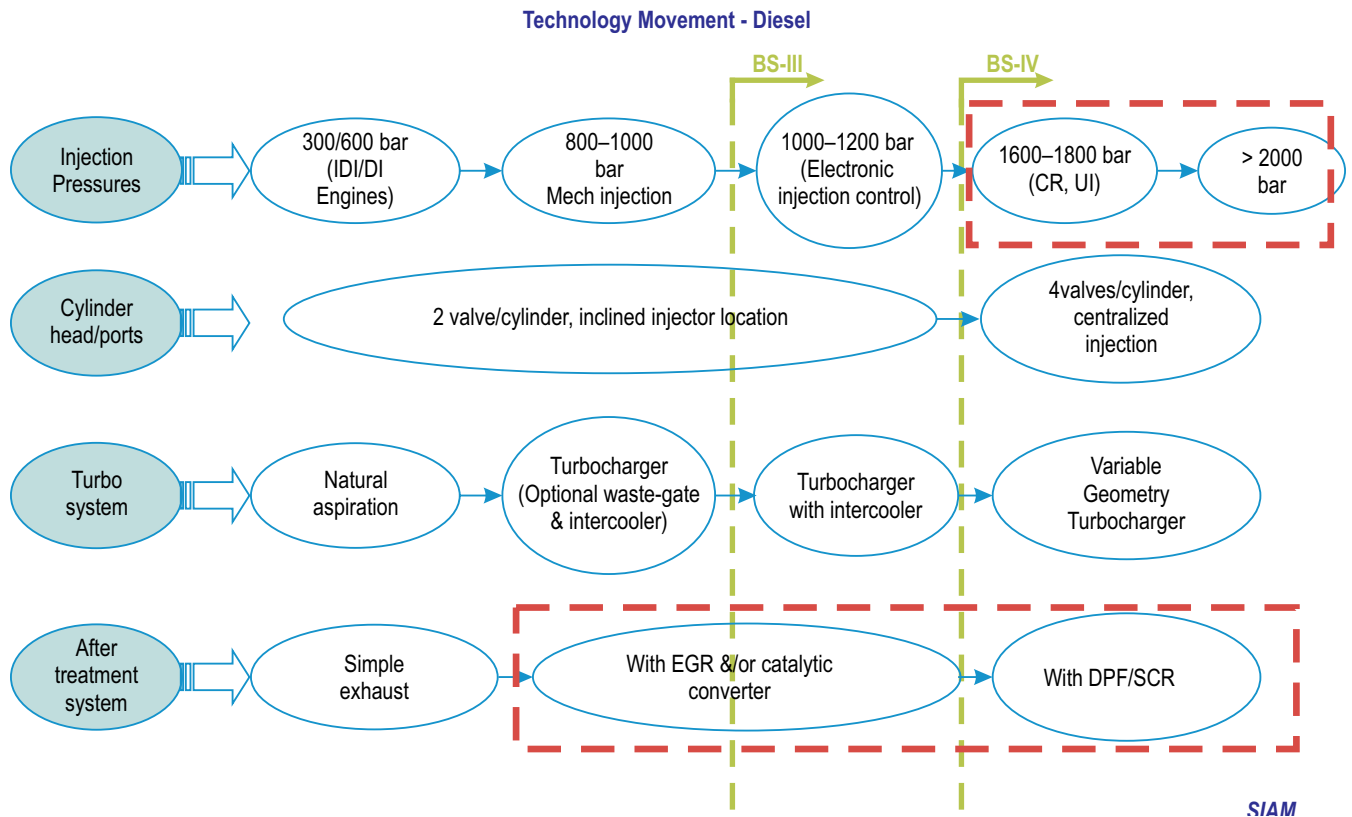 Technology Movement - Diesel
BS-III
BS-IV
Injection
Pressures
300/600 bar
(IDI/DI
Engines)
800–1000
bar
Mech injection
1000–1200 bar
(Electronic
injection control)
1600–1800 bar
(CR, UI)
> 2000
bar
Cylinder
head/ports
2 valve/cylinder, inclined injector location
4valves/cylinder,
centralized
injection
Turbo
system
Natural
aspiration
Turbocharger
(Optional waste-gate
& intercooler)
Turbocharger
with intercooler
Variable
Geometry
Turbocharger
After
treatment
system
Simple
exhaust
With EGR &/or catalytic
converter
With DPF/SCR
SIAM